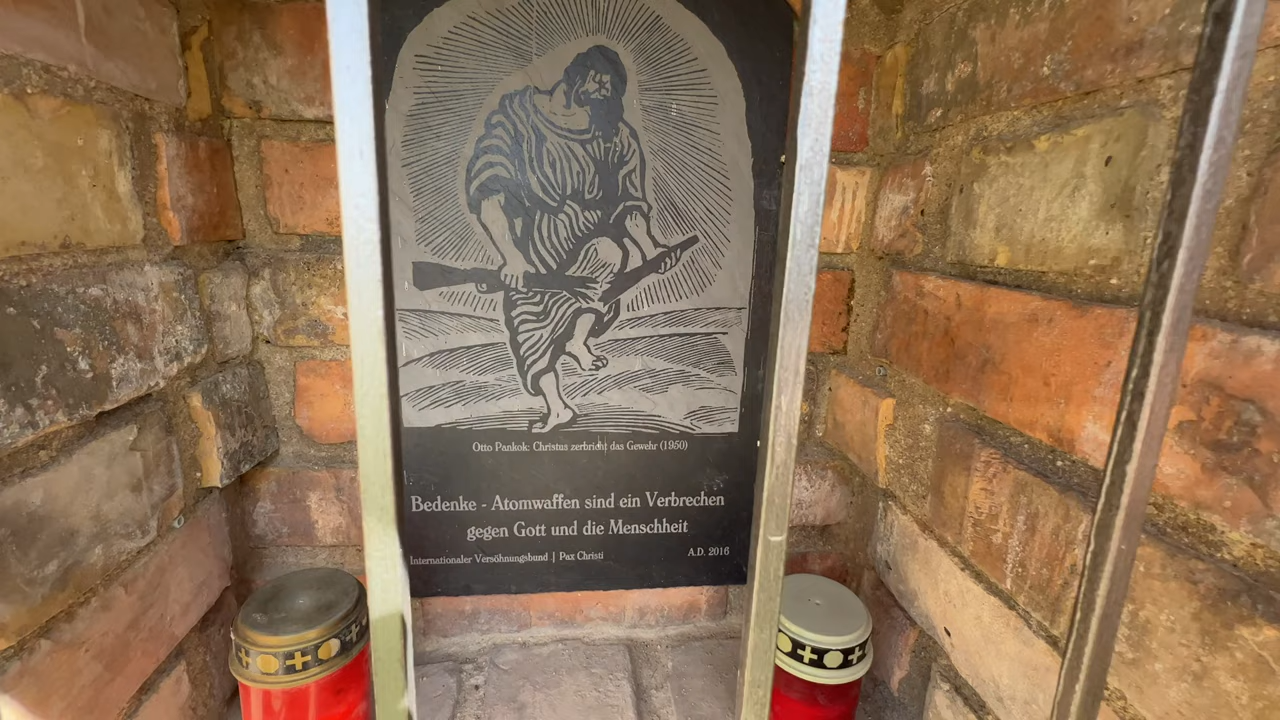 Otto Pankok: Christus zerbricht das Gewehr (1950)
Bedenke - Atomwaffen sind ein Verbrechen
gegen Gott und die Menschheit
Internationaler Versöhnungsbund | Pax Christi
A.D. 2016